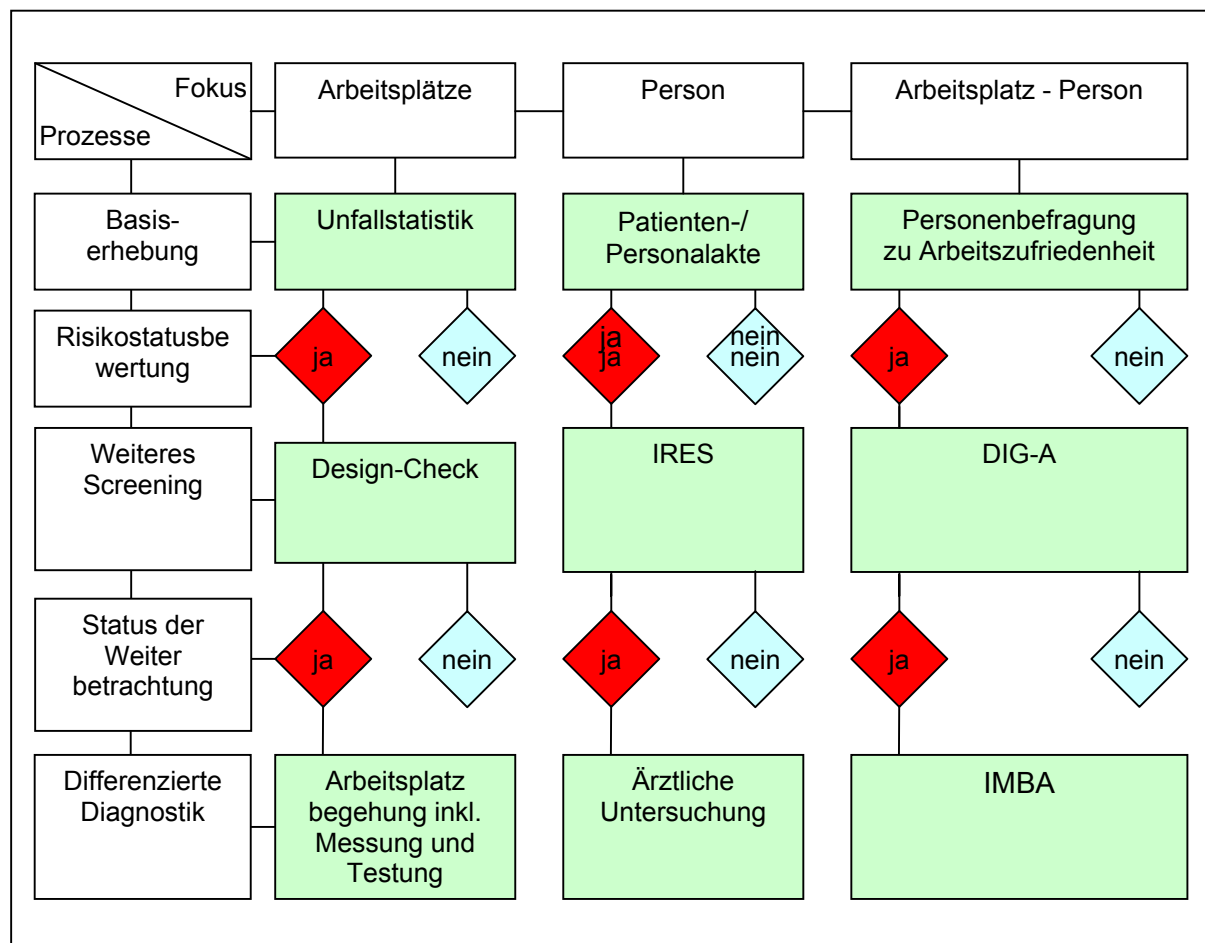 Fokus
Prozesse
Arbeitsplätze
Person
Arbeitsplatz - Person
Basis-
erhebung
Unfallstatistik
Patienten-/
Personalakte
Personenbefragung
zu Arbeitszufriedenheit
Risikostatusbe
wertung
ja
nein
ja
ja
nein
nein
ja
nein
Weiteres
Screening
Design-Check
IRES
DIG-A
Status der
Weiter
betrachtung
ja
nein
ja
nein
ja
nein
Differenzierte
Diagnostik
Arbeitsplatz
begehung inkl.
Messung und
Testung
Ärztliche
Untersuchung
IMBA